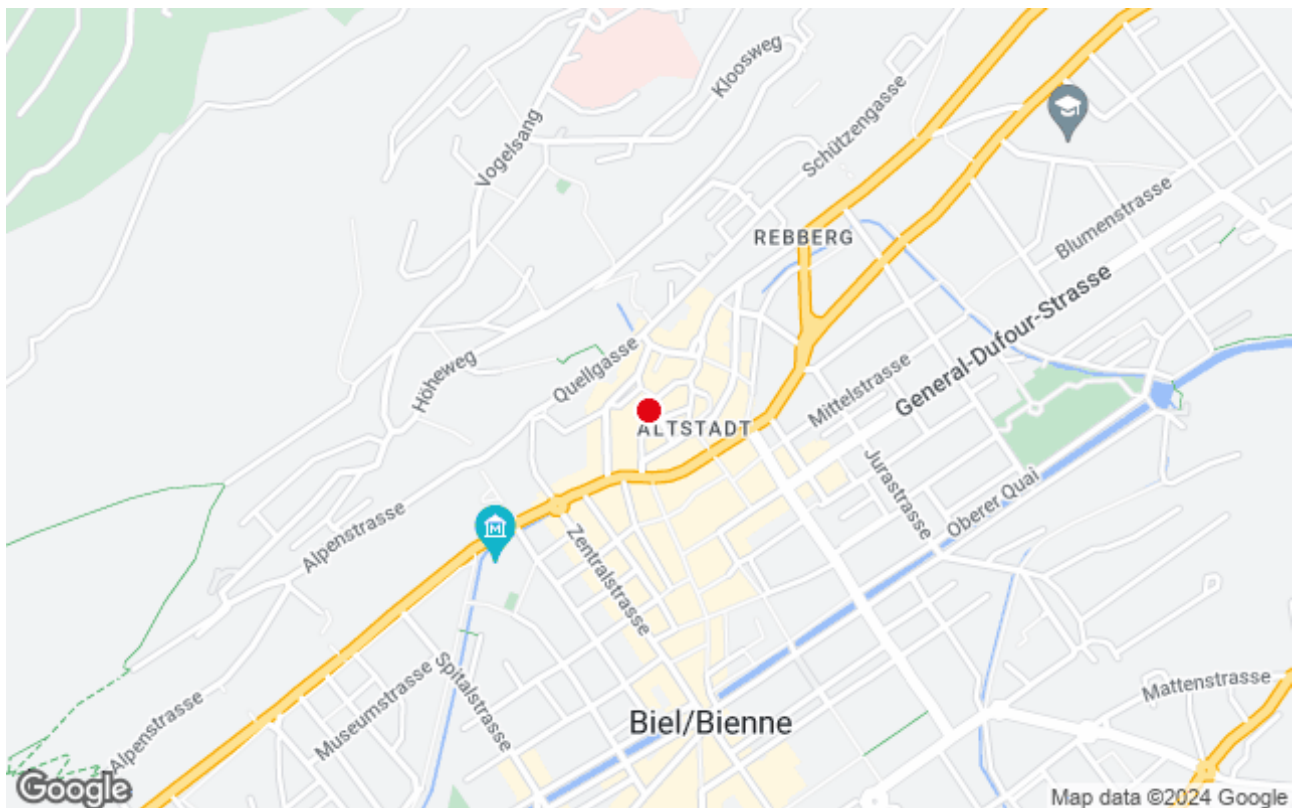 Kloosweg
Vogelsang
Schützengasse
REBBERG
Blumenstrasse
General-Dufour-Strasse
Höheweg
Quellgasse
Mittelstrasse
ALTSTADT
Jurastrasse
Oberer Quai
Alpenstrasse
M
Zentralstrasse
Museumstrasse
Spitalstrasse
Alpenstrasse
Mattenstrasse
Biel/Bienne
Google
Map data ©2024 Google